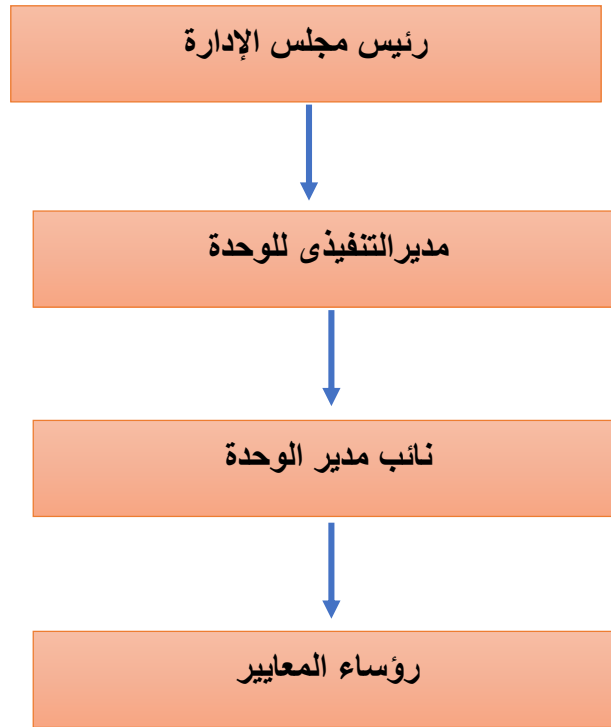 رئيس مجلس الإدارة
مديرالتنفيذى للوحدة
نائب مدير الوحدة
رؤساء المعايير